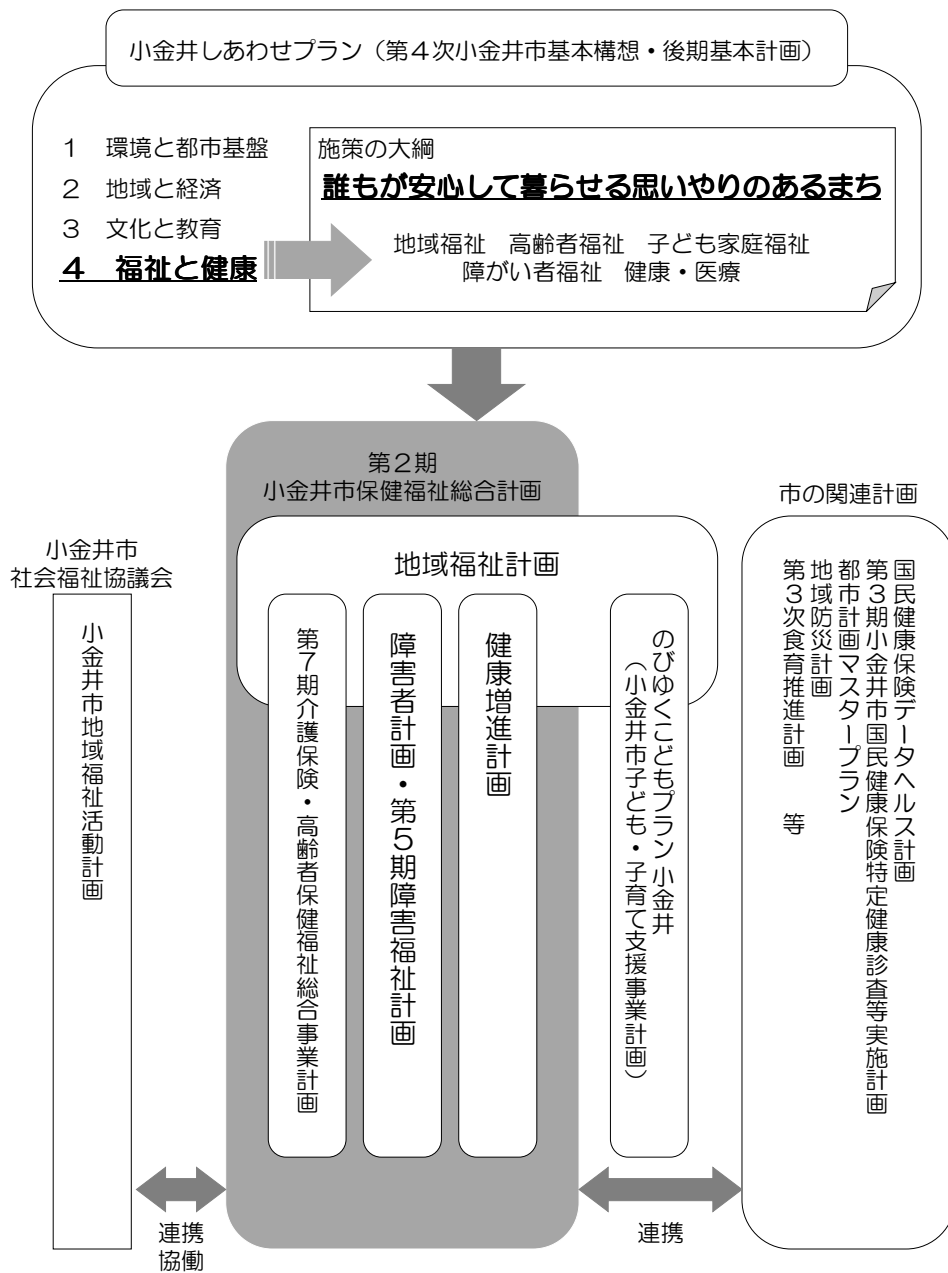 小金井しあわせプラン（第４次小金井市基本構想・後期基本計画）
１　環境と都市基盤
２　地域と経済
３　文化と教育
４　福祉と健康
施策の大綱
誰もが安心して暮らせる思いやりのあるまち
地域福祉　高齢者福祉　子ども家庭福祉
障がい者福祉　健康・医療
第２期
小金井市保健福祉総合計画
市の関連計画
小金井市
社会福祉協議会
地域福祉計画
小金井市地域福祉活動計画
第７期介護保険・高齢者保健福祉総合事業計画
障害者計画・第５期障害福祉計画
健康増進計画
のびゆくこどもプラン小金井
（小金井市子ども・子育て支援事業計画）
国民健康保険データヘルス計画
第３期小金井市国民健康保険特定健康診査等実施計画
都市計画マスタープラン
地域防災計画
第３次食育推進計画　等
連携
協働
連携